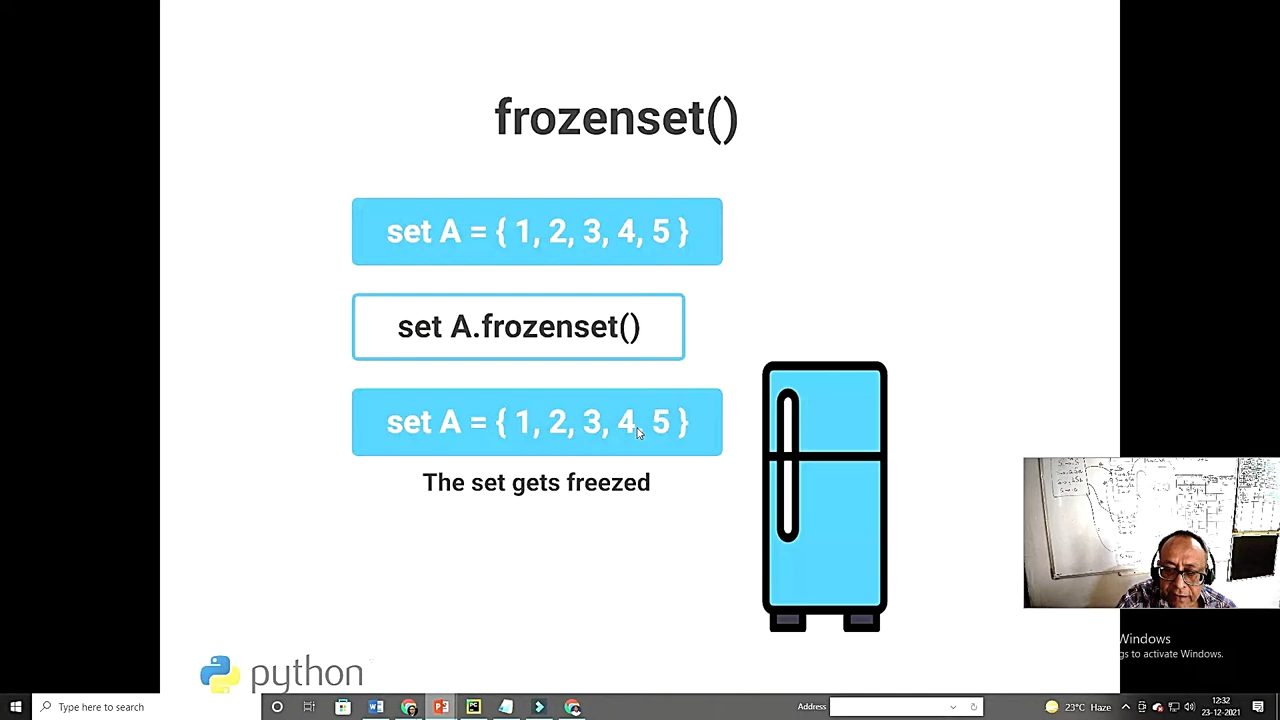 frozenset()
set A = { 1, 2, 3, 4, 5 }
set A.frozenset()
set A = { 1, 2, 3, 4, 5 }
The set gets freezed
python
Windows
gs to activate Windows.
Type here to search
Address
23°C Haze
12:32
23-12-2021